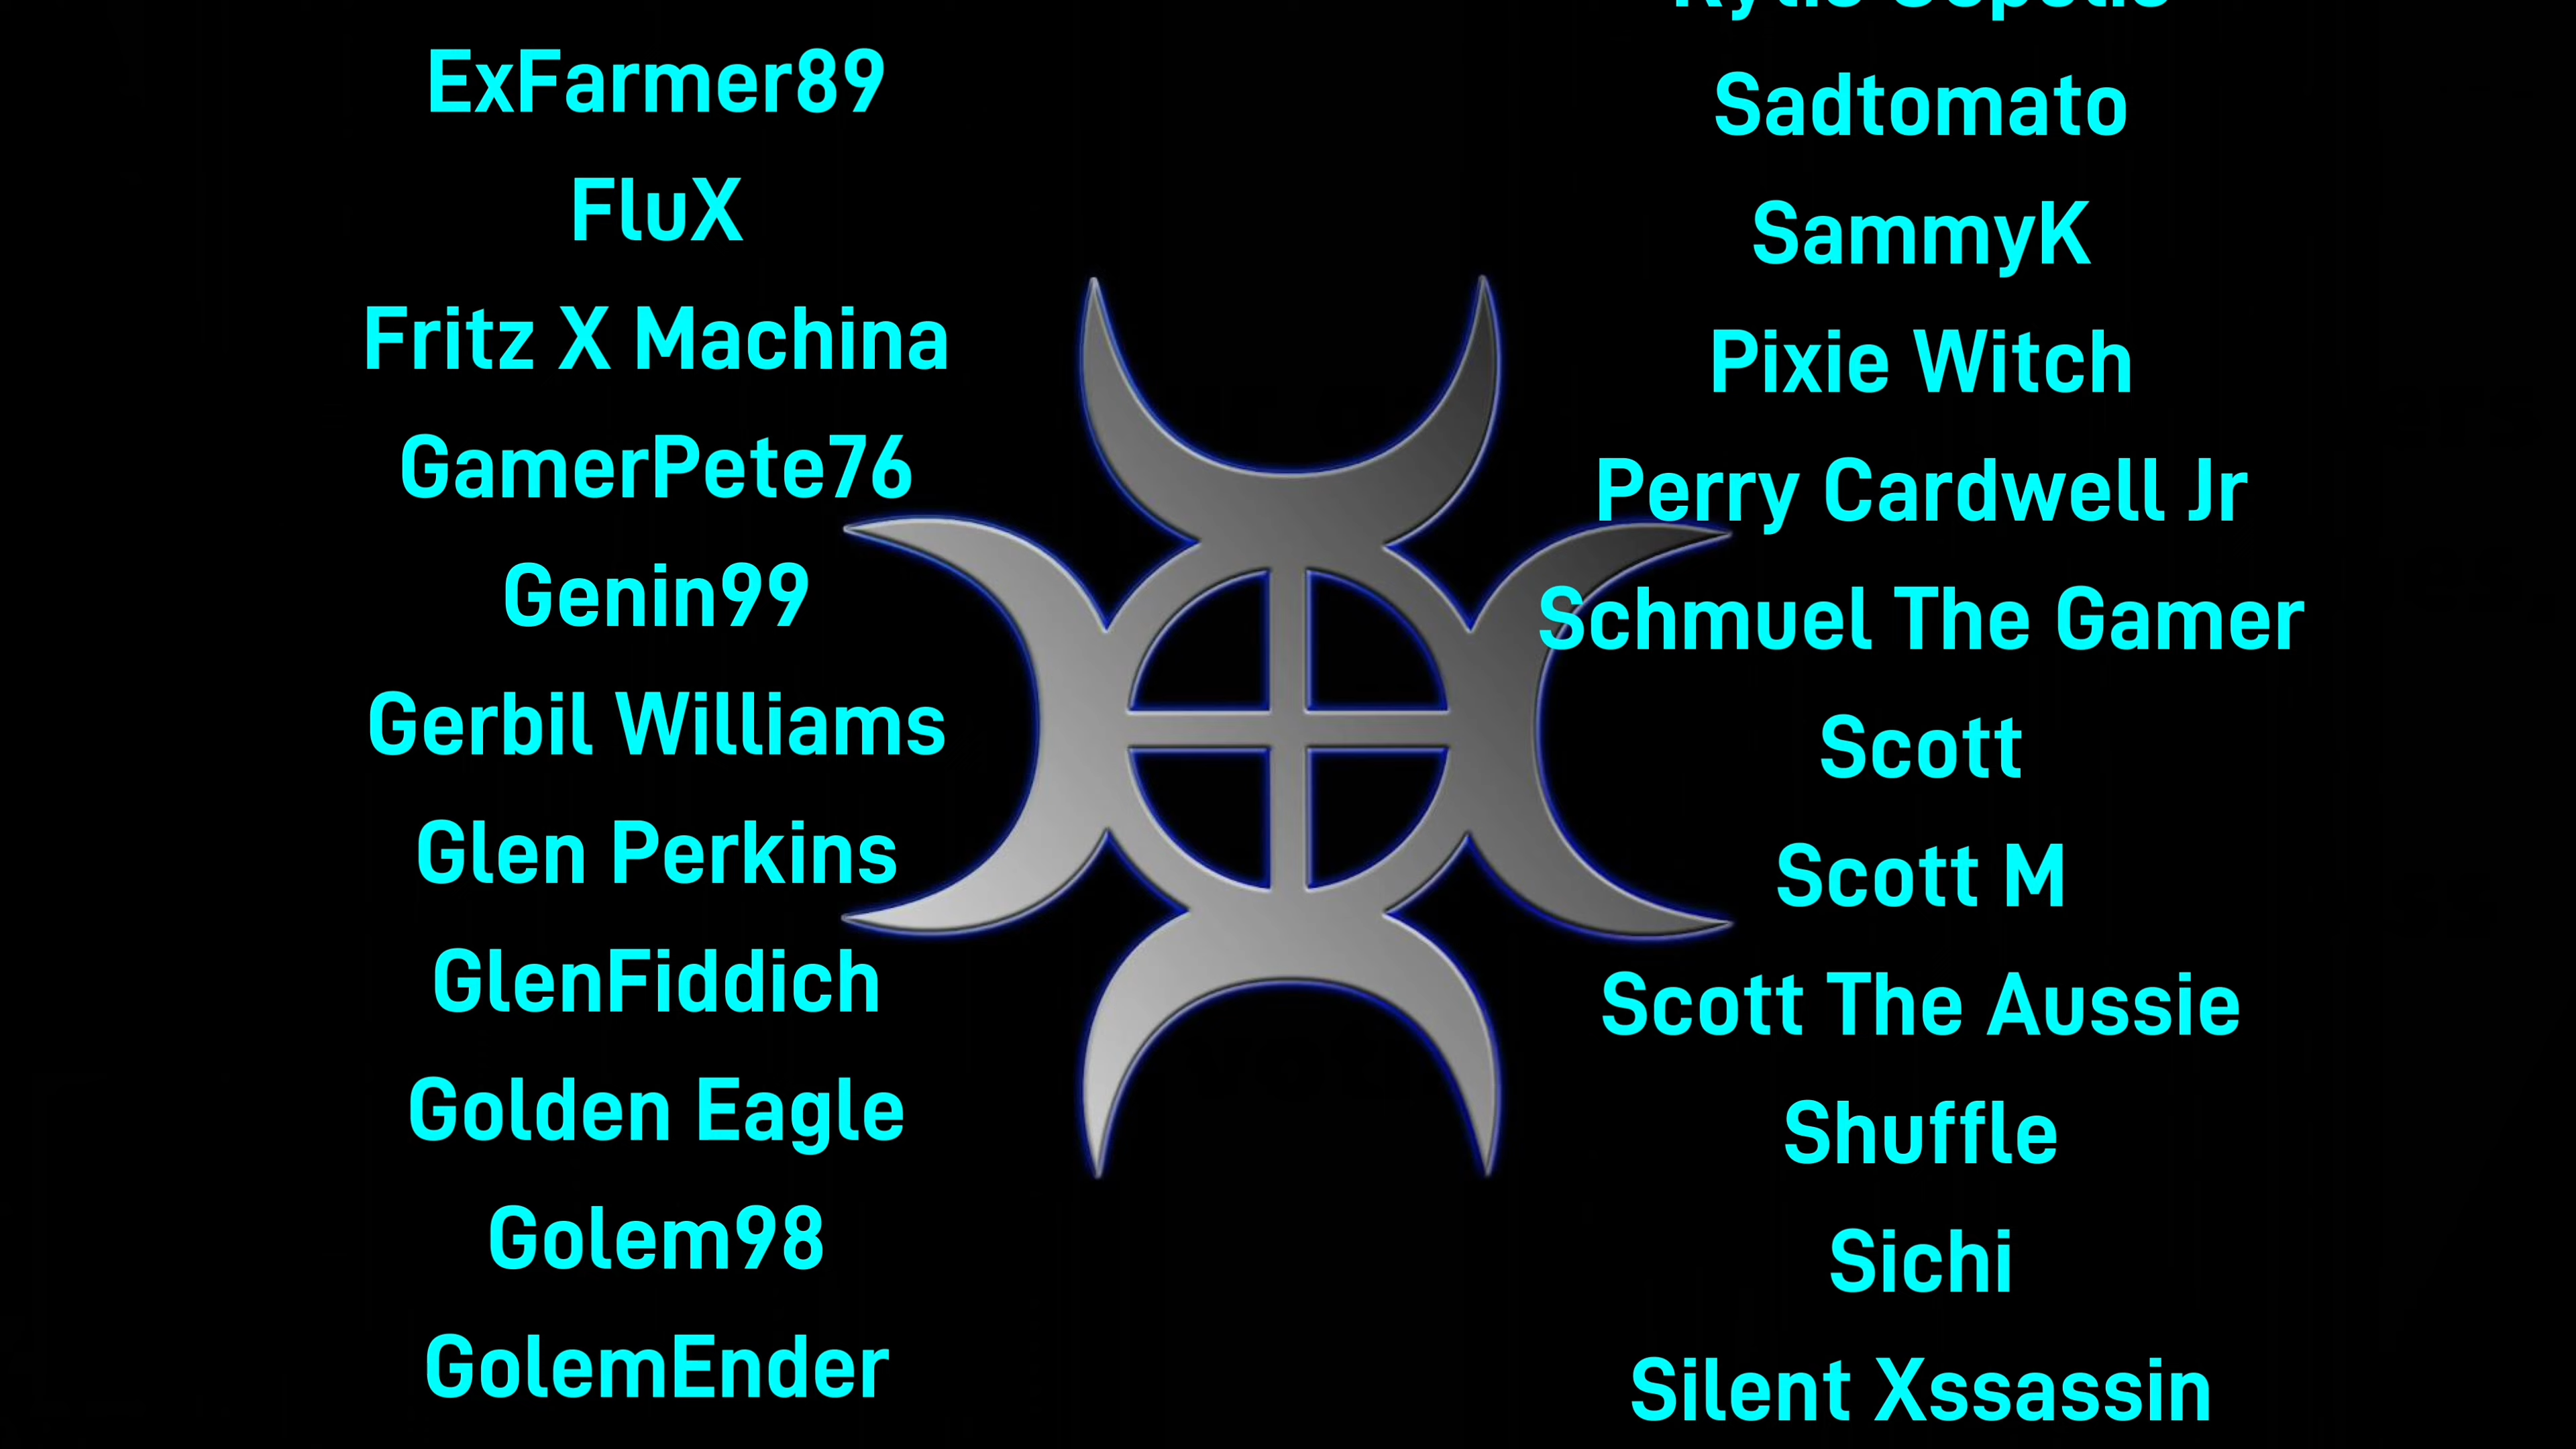 ExFarmer89
FluX
Fritz X Machina
GamerPete76
Genin99
Gerbil Williams
Glen Perkins
GlenFiddich
Golden Eagle
Golem98
GolemEnder
Sadtomato
SammyK
Pixie Witch
Perry Cardwell Jr
Schmuel The Gamer
Scott
Scott M
Scott The Aussie
Shuffle
Sichi
Silent Xssassin